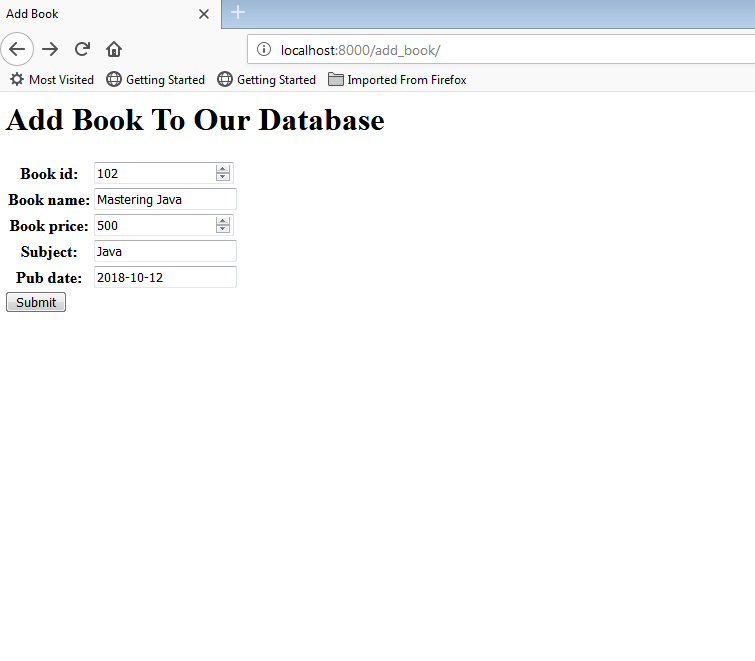 Add Book
localhost:8000/add_book/
Most Visited Getting Started Getting Started Imported From Firefox
Add Book To Our Database
Book id: 102
Book name: Mastering Java
Book price: 500
Subject: Java
Pub date: 2018-10-12
Submit